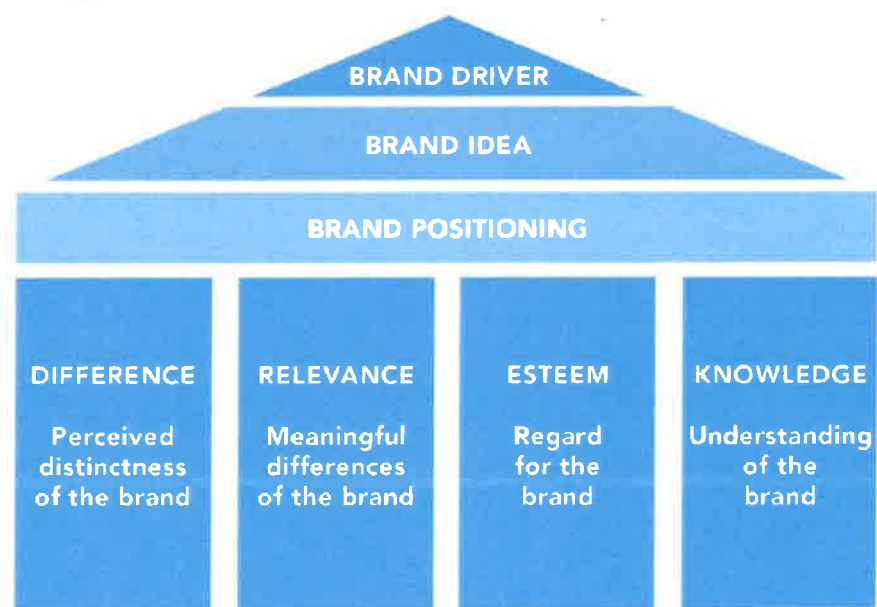 BRAND DRIVER
BRAND IDEA
BRAND POSITIONING
DIFFERENCE
Perceived
distinctness
of the brand
RELEVANCE
Meaningful
differences
of the brand
ESTEEM
Regard
for the
brand
KNOWLEDGE
Understanding
of the
brand